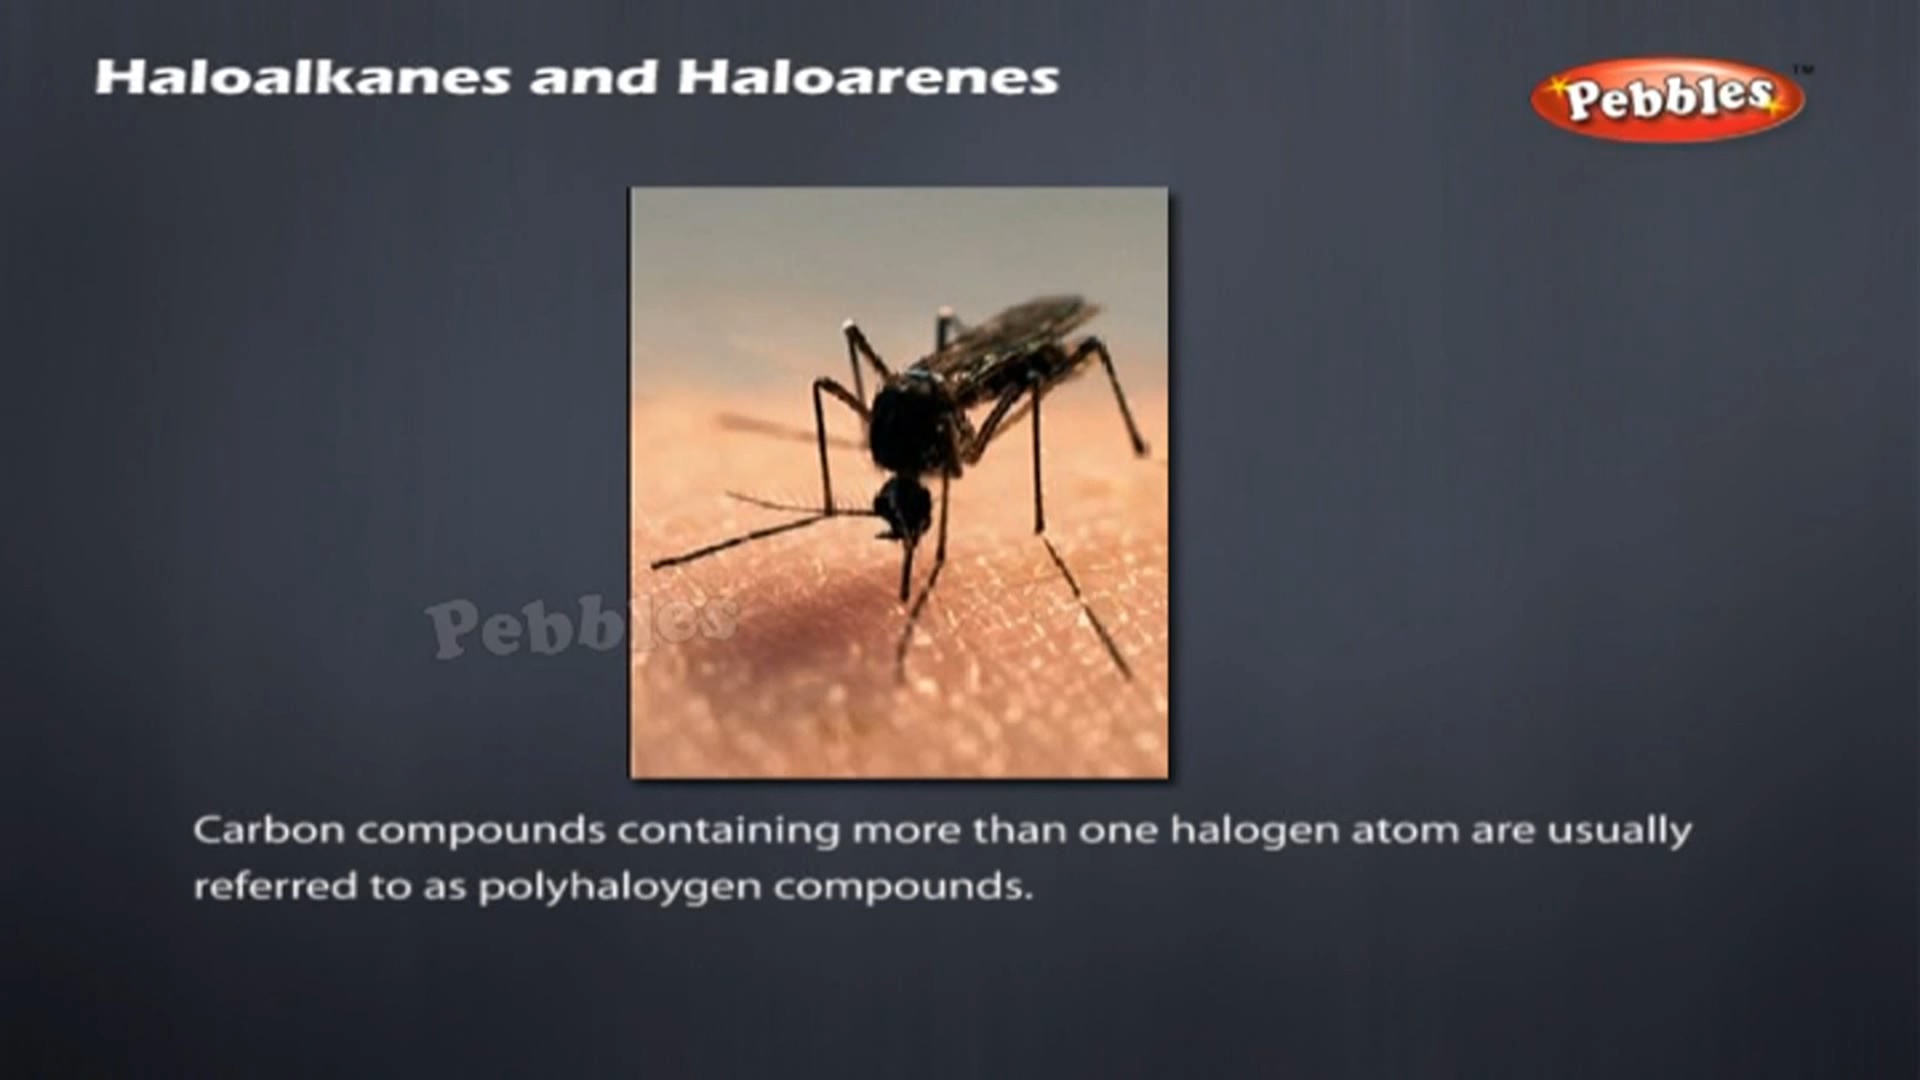 Haloalkanes and Haloarenes
Pebbles TM
Pebbles
Carbon compounds containing more than one halogen atom are usually
referred to as polyhaloygen compounds.